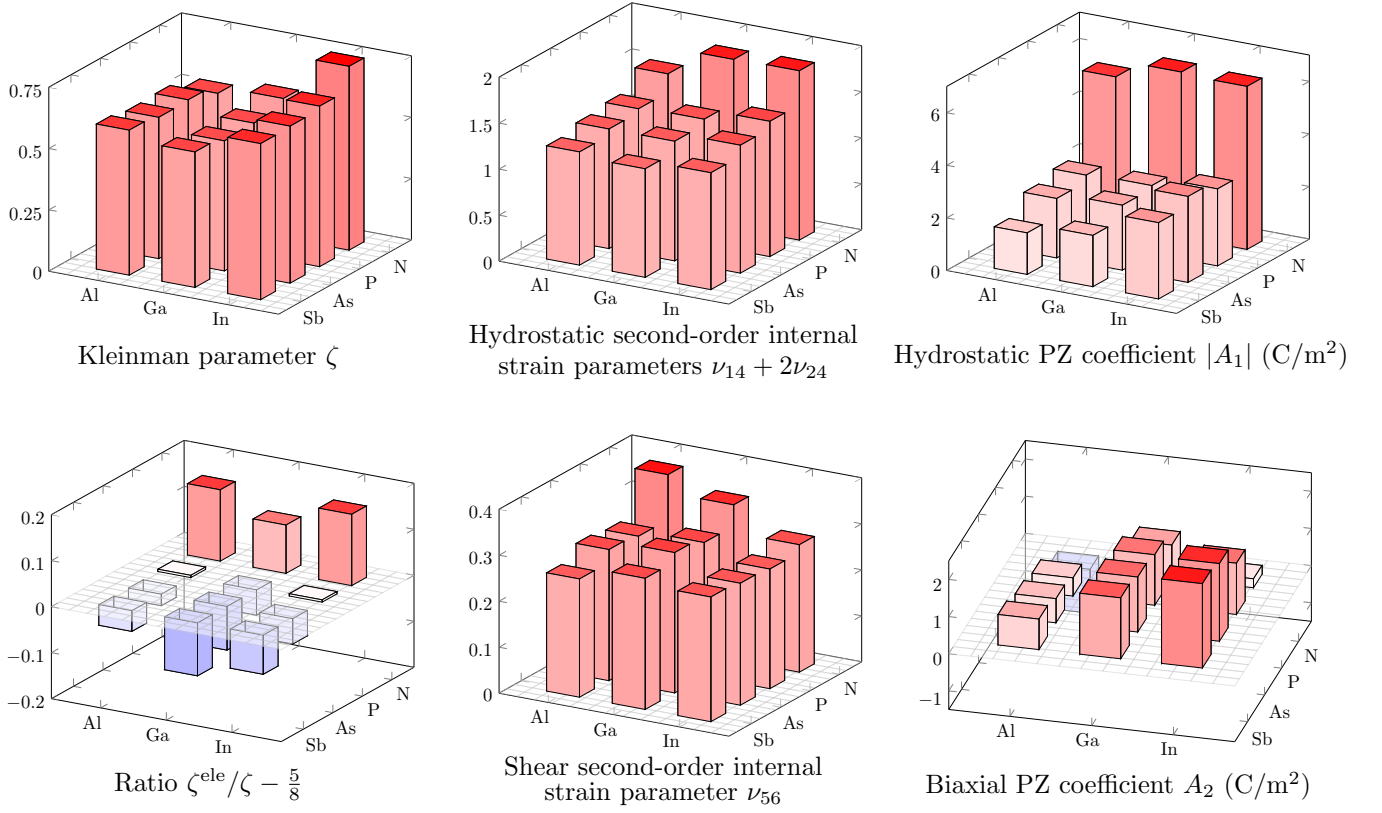 0.75
0.5
0.25
0
Al
Ga
In
Sb
As
P
N
Kleinman parameter ζ
2
1.5
1
0.5
0
Al
Ga
In
Sb
As
P
N
Hydrostatic second-order internal
strain parameters ν₁₄ + 2ν₂₄
6
4
2
0
Al
Ga
In
Sb
As
P
N
Hydrostatic PZ coefficient |A₁| (C/m²)
0.2
0.1
0
−0.1
−0.2
Al
Ga
In
Sb
As
P
N
Ratio ζᵉˡᵉ/ζ − 5/8
0.4
0.3
0.2
0.1
0
Al
Ga
In
Sb
As
P
N
Shear second-order internal
strain parameter ν₅₆
2
1
0
−1
Al
Ga
In
Sb
As
P
N
Biaxial PZ coefficient A₂ (C/m²)